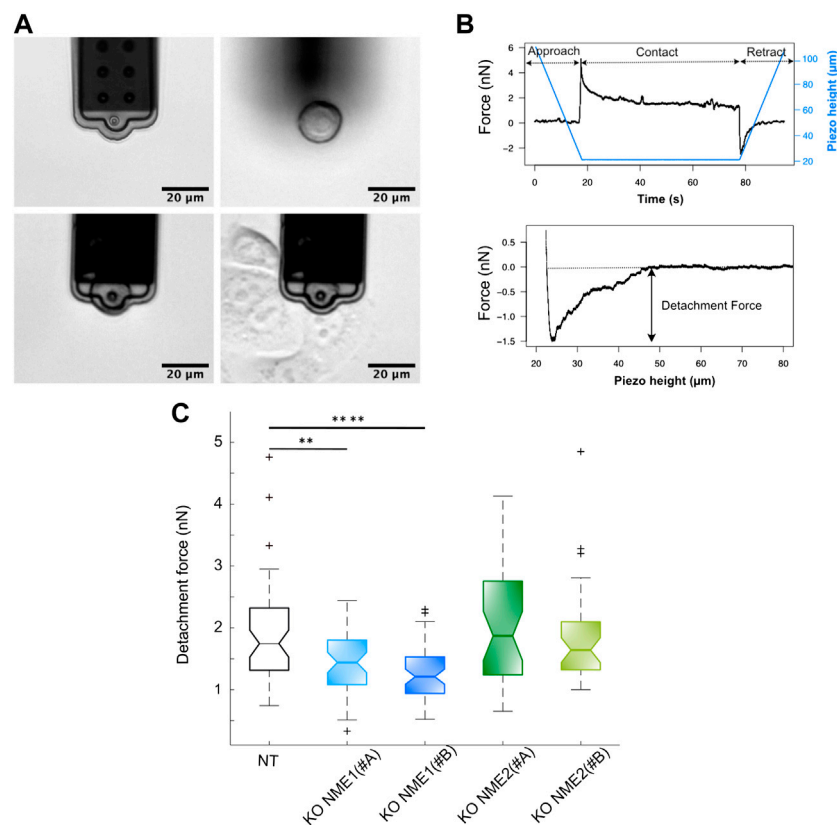 A
20 µm
20 µm
20 µm
20 µm
B
Approach
Contact
Retract
Force (nN)
6
4
2
0
−2
Piezo height (µm)
100
80
60
40
20
0
20
40
60
80
Time (s)
Force (nN)
0.5
0.0
−0.5
−1.0
−1.5
Detachment Force
20
30
40
50
60
70
80
Piezo height (µm)
C
Detachment force (nN)
5
4
3
2
1
****
**
NT
KO NME1(#A)
KO NME1(#B)
KO NME2(#A)
KO NME2(#B)